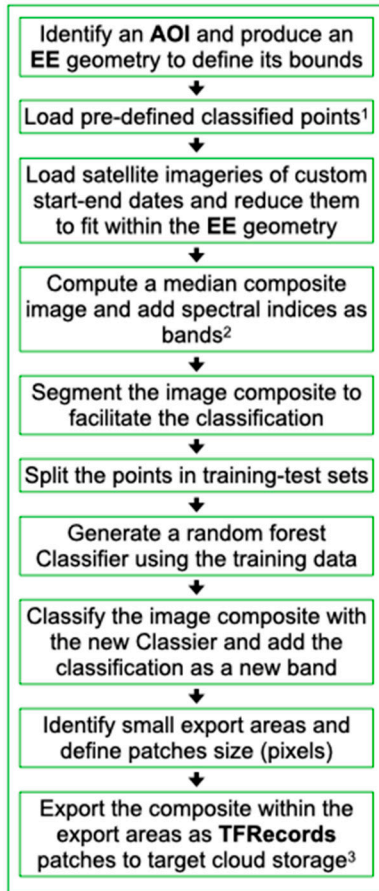 Identify an AOI and produce an
EE geometry to define its bounds
Load pre-defined classified points¹
Load satellite imageries of custom
start-end dates and reduce them
to fit within the EE geometry
Compute a median composite
image and add spectral indices as
bands²
Segment the image composite to
facilitate the classification
Split the points in training-test sets
Generate a random forest
Classifier using the training data
Classify the image composite with
the new Classier and add the
classification as a new band
Identify small export areas and
define patches size (pixels)
Export the composite within the
export areas as TFRecords
patches to target cloud storage³